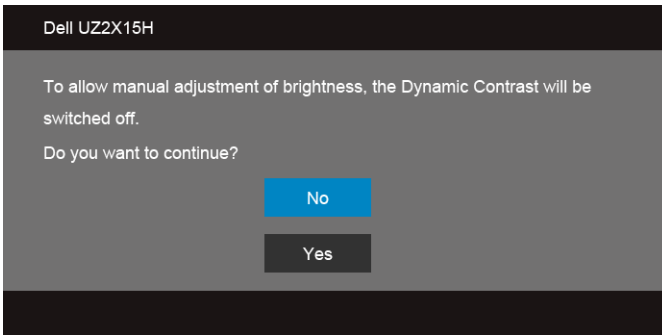 Dell UZ2X15H
To allow manual adjustment of brightness, the Dynamic Contrast will be
switched off.
Do you want to continue?
No
Yes